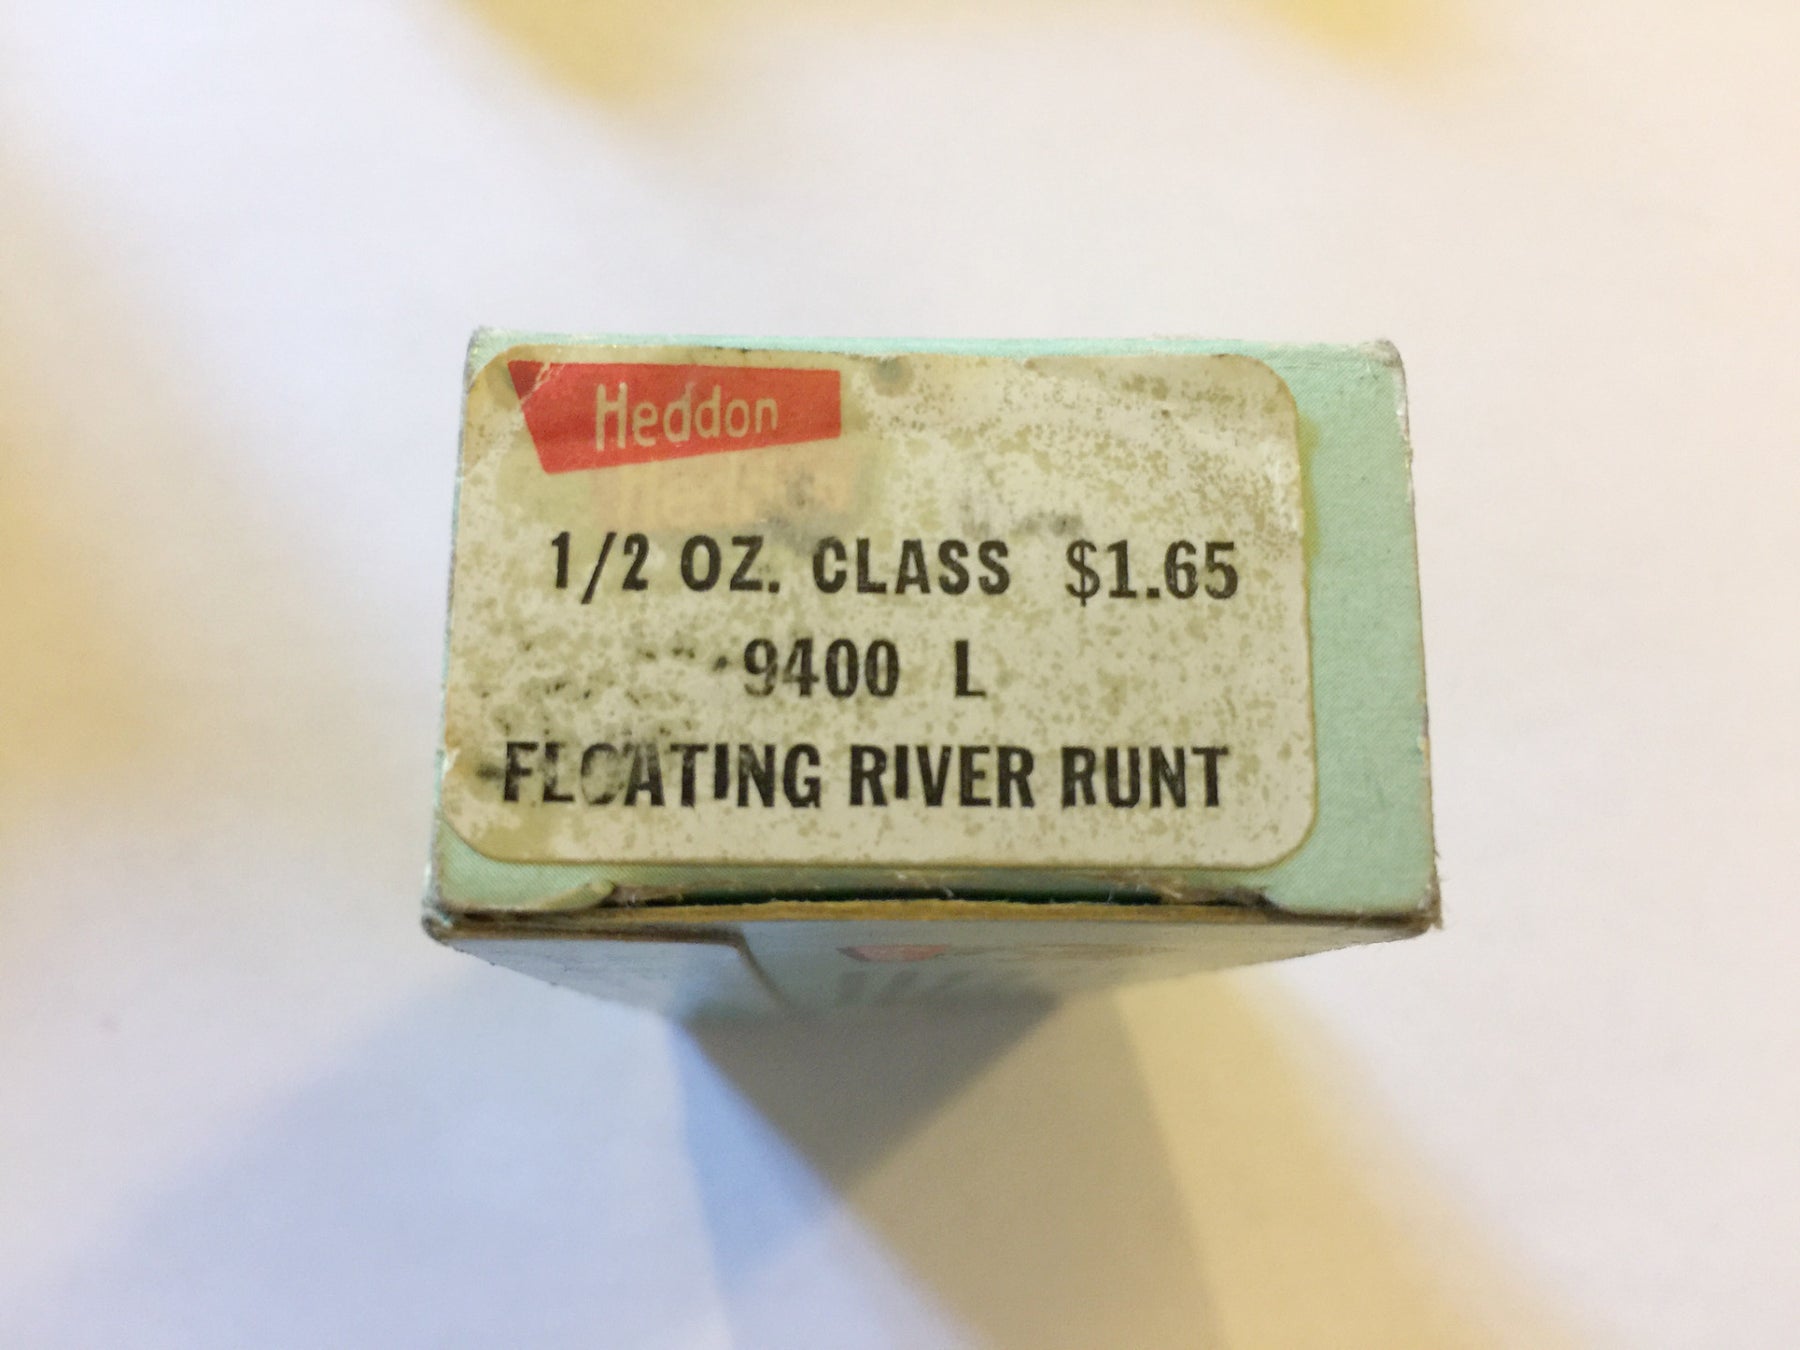 Heddon
1/2 OZ. CLASS $1.65
9400 L
FLOATING RIVER RUNT